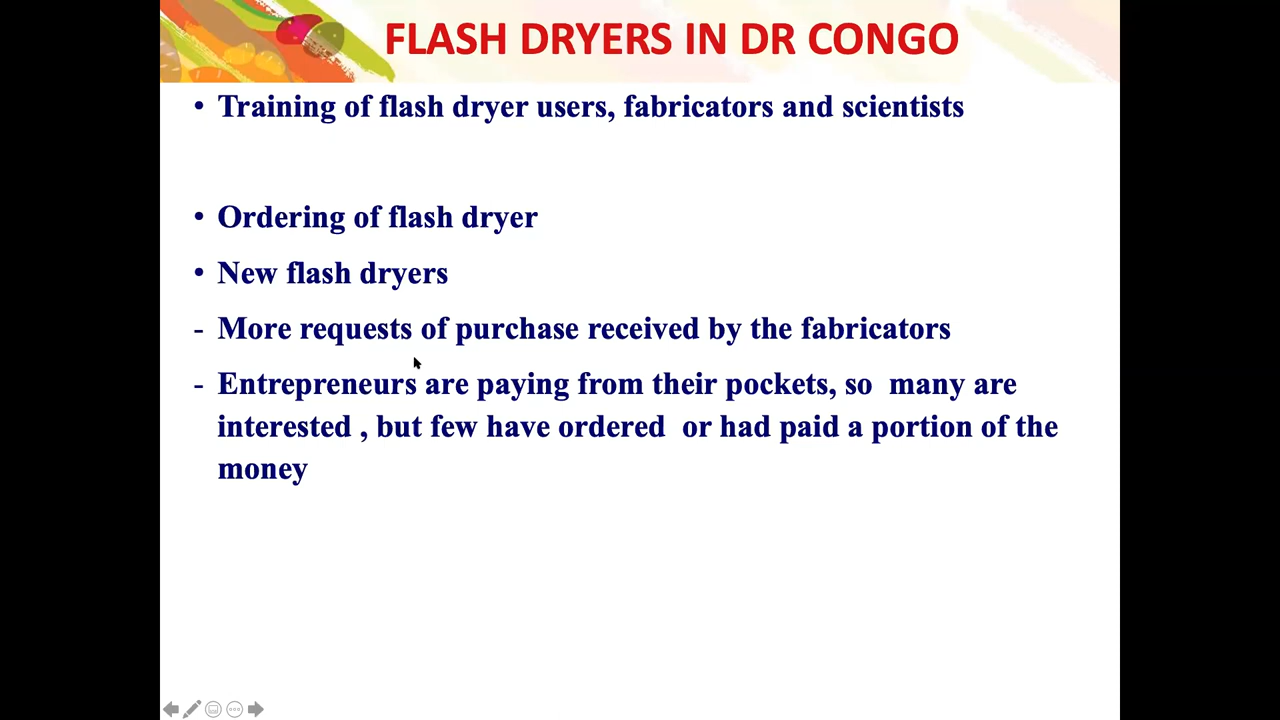 FLASH DRYERS IN DR CONGO
• Training of flash dryer users, fabricators and scientists
• Ordering of flash dryer
• New flash dryers
- More requests of purchase received by the fabricators
- Entrepreneurs are paying from their pockets, so  many are
interested , but few have ordered  or had paid a portion of the
money